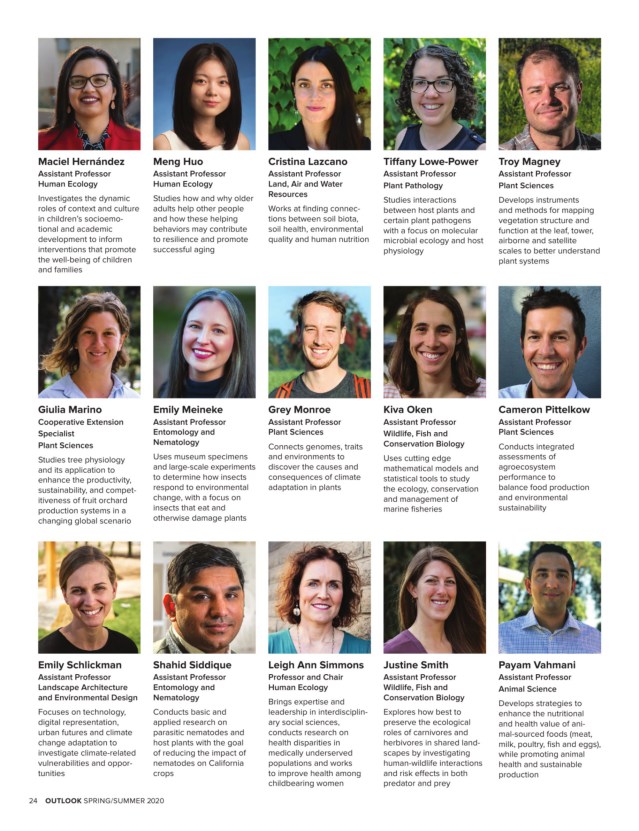 Maciel Hernández
Assistant Professor
Human Ecology
Investigates the dynamic
roles of context and culture
in children's socioemo-
tional and academic
development to inform
interventions that promote
the well-being of children
and families
Meng Huo
Assistant Professor
Human Ecology
Studies how and why older
adults help other people
and how these helping
behaviors may contribute
to resilience and promote
successful aging
Cristina Lazcano
Assistant Professor
Land, Air and Water
Resources
Works at finding connec-
tions between soil biota,
soil health, environmental
quality and human nutrition
Tiffany Lowe-Power
Assistant Professor
Plant Pathology
Studies interactions
between host plants and
certain plant pathogens
with a focus on molecular
microbial ecology and host
physiology
Troy Magney
Assistant Professor
Plant Sciences
Develops instruments
and methods for mapping
vegetation structure and
function at the leaf, tower,
airborne and satellite
scales to better understand
plant systems
Giulia Marino
Cooperative Extension
Specialist
Plant Sciences
Studies tree physiology
and its application to
enhance the productivity,
sustainability, and compet-
itiveness of fruit orchard
production systems in a
changing global scenario
Emily Meineke
Assistant Professor
Entomology and
Nematology
Uses museum specimens
and large-scale experiments
to determine how insects
respond to environmental
change, with a focus on
insects that eat and
otherwise damage plants
Grey Monroe
Assistant Professor
Plant Sciences
Connects genomes, traits
and environments to
discover the causes and
consequences of climate
adaptation in plants
Kiva Oken
Assistant Professor
Wildlife, Fish and
Conservation Biology
Uses cutting edge
mathematical models and
statistical tools to study
the ecology, conservation
and management of
marine fisheries
Cameron Pittelkow
Assistant Professor
Plant Sciences
Conducts integrated
assessments of
agroecosystem
performance to
balance food production
and environmental
sustainability
Emily Schlickman
Assistant Professor
Landscape Architecture
and Environmental Design
Focuses on technology,
digital representation,
urban futures and climate
change adaptation to
investigate climate-related
vulnerabilities and oppor-
tunities
Shahid Siddique
Assistant Professor
Entomology and
Nematology
Conducts basic and
applied research on
parasitic nematodes and
host plants with the goal
of reducing the impact of
nematodes on California
crops
Leigh Ann Simmons
Professor and Chair
Human Ecology
Brings expertise and
leadership in interdisciplin-
ary social sciences,
conducts research on
health disparities in
medically underserved
populations and works
to improve health among
childbearing women
Justine Smith
Assistant Professor
Wildlife, Fish and
Conservation Biology
Explores how best to
preserve the ecological
roles of carnivores and
herbivores in shared land-
scapes by investigating
human-wildlife interactions
and risk effects in both
predator and prey
Payam Vahmani
Assistant Professor
Animal Science
Develops strategies to
enhance the nutritional
and health value of ani-
mal-sourced foods (meat,
milk, poultry, fish and eggs),
while promoting animal
health and sustainable
production
24 OUTLOOK SPRING/SUMMER 2020